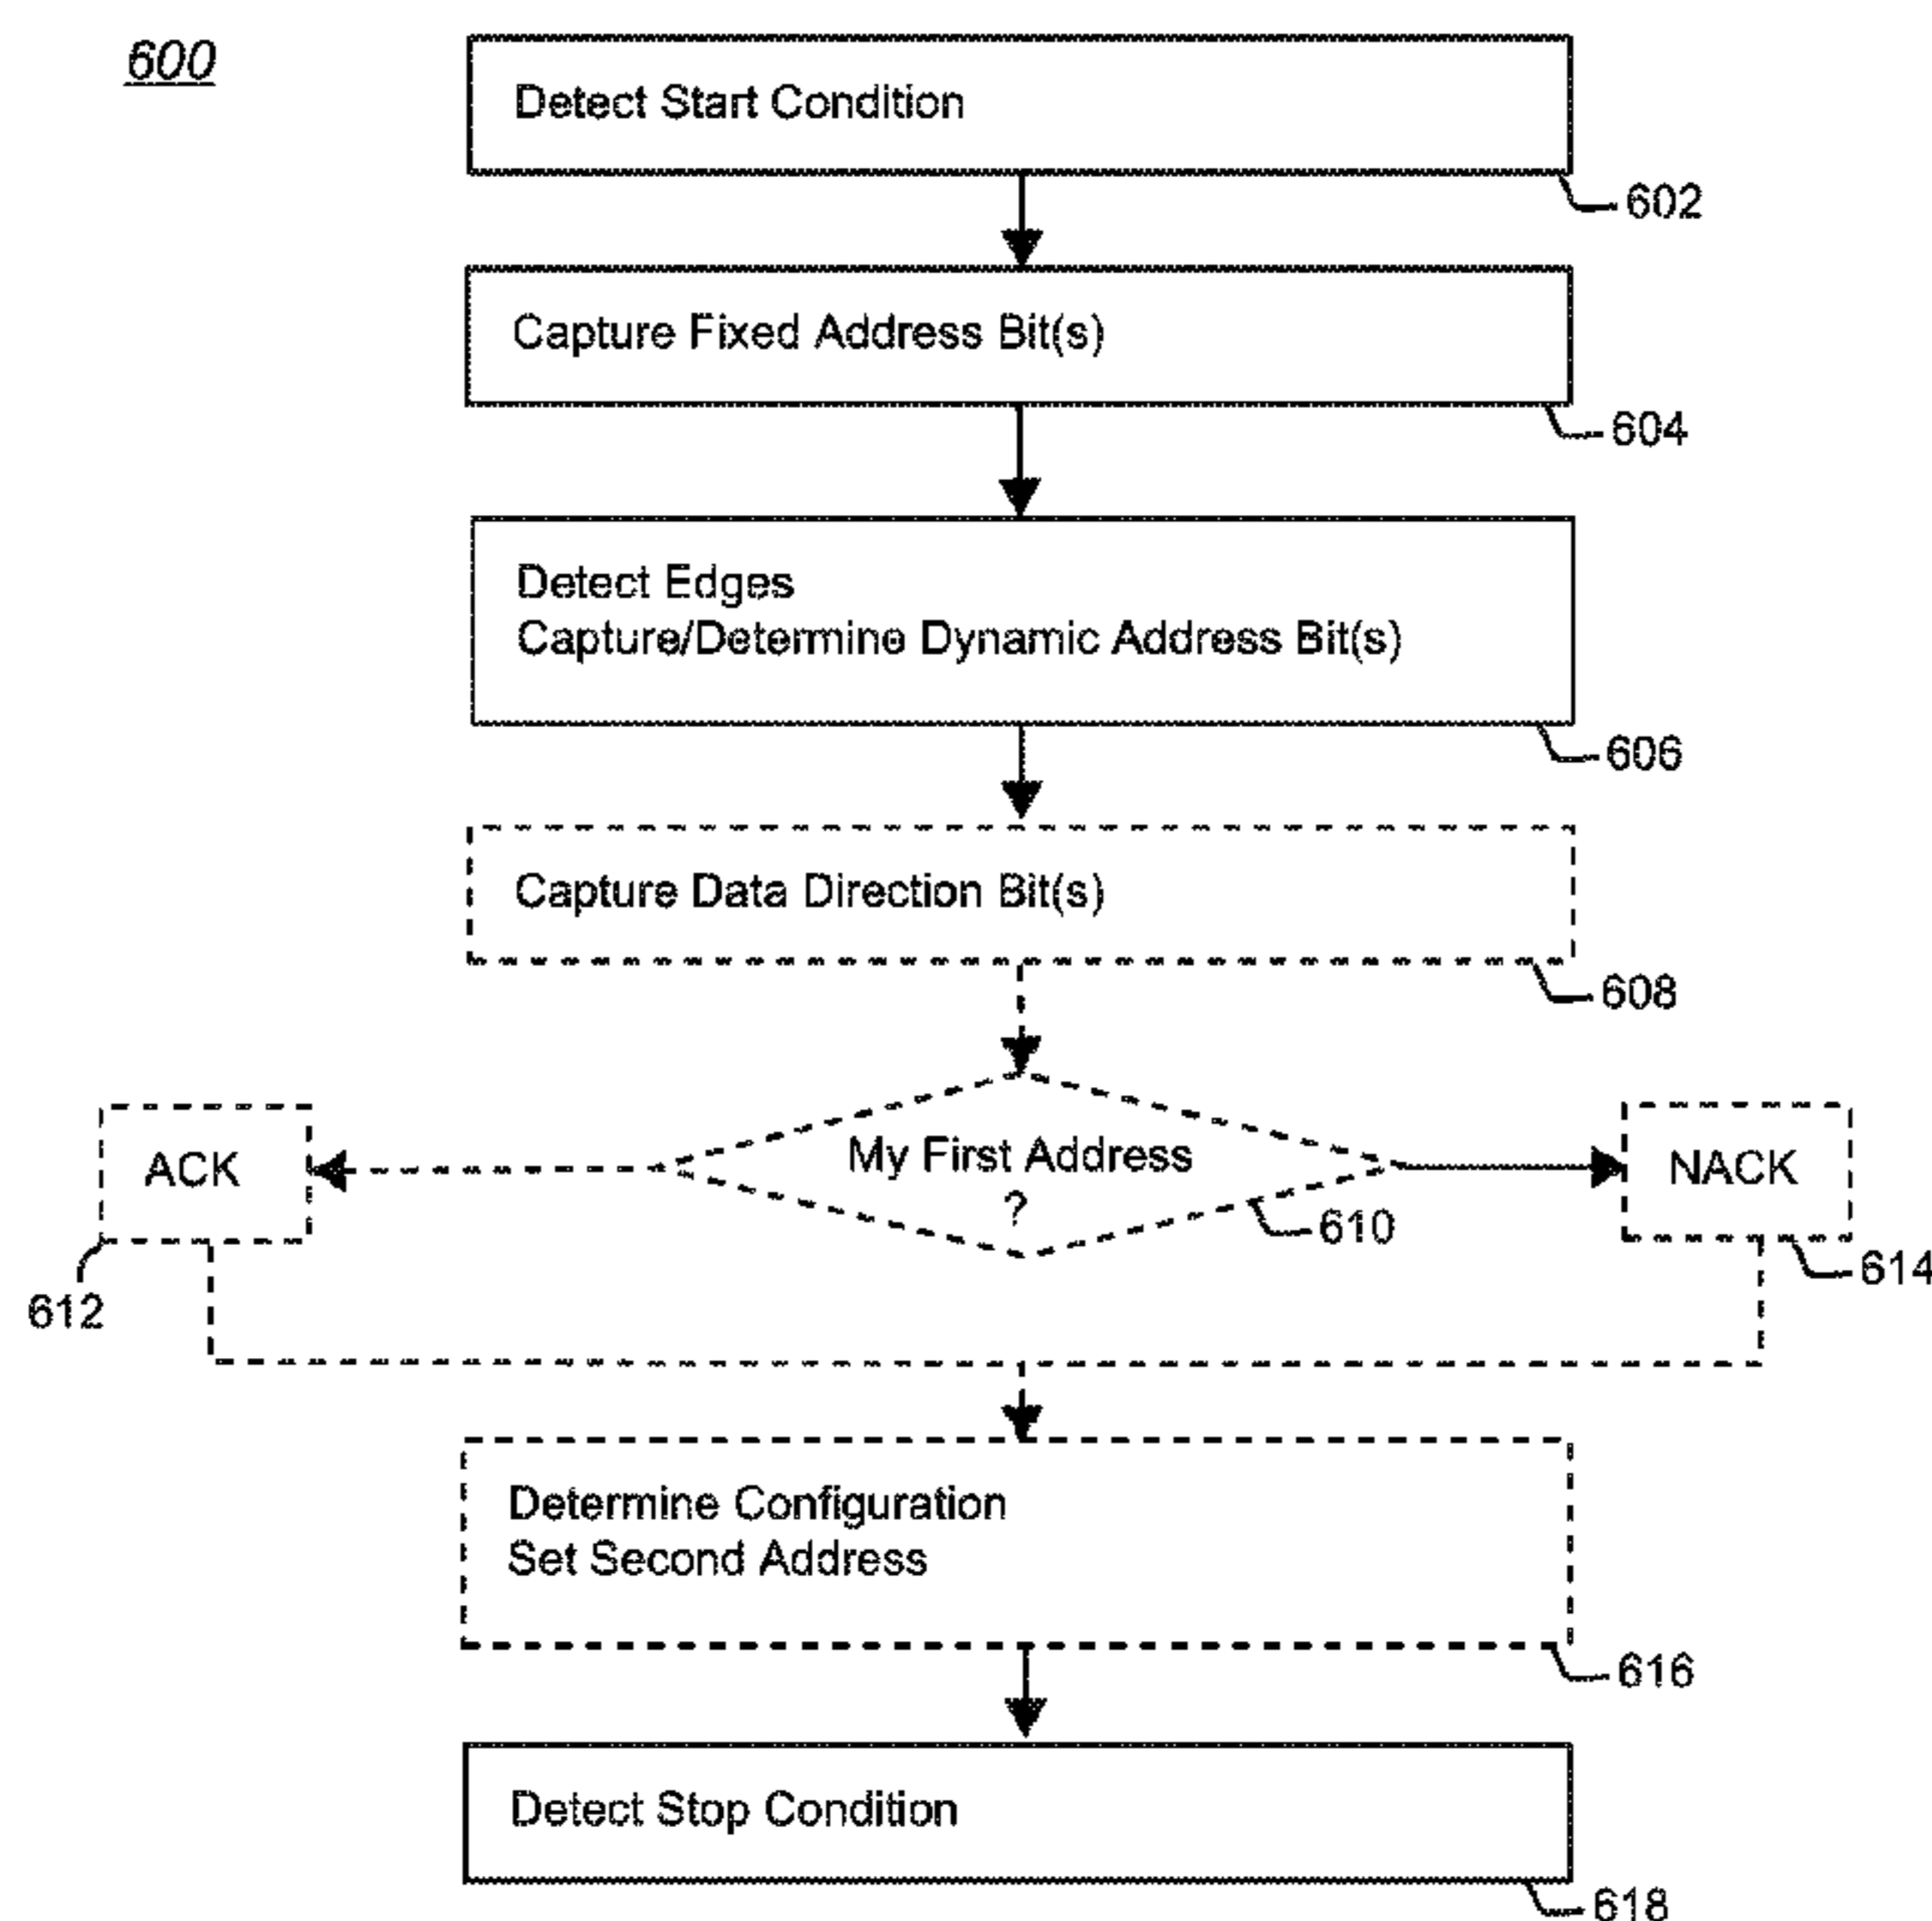 600
Detect Start Condition
602
Capture Fixed Address Bit(s)
604
Detect Edges
Capture/Determine Dynamic Address Bit(s)
606
Capture Data Direction Bit(s)
608
ACK
My First Address
?
NACK
610
612
614
Determine Configuration
Set Second Address
616
Detect Stop Condition
618